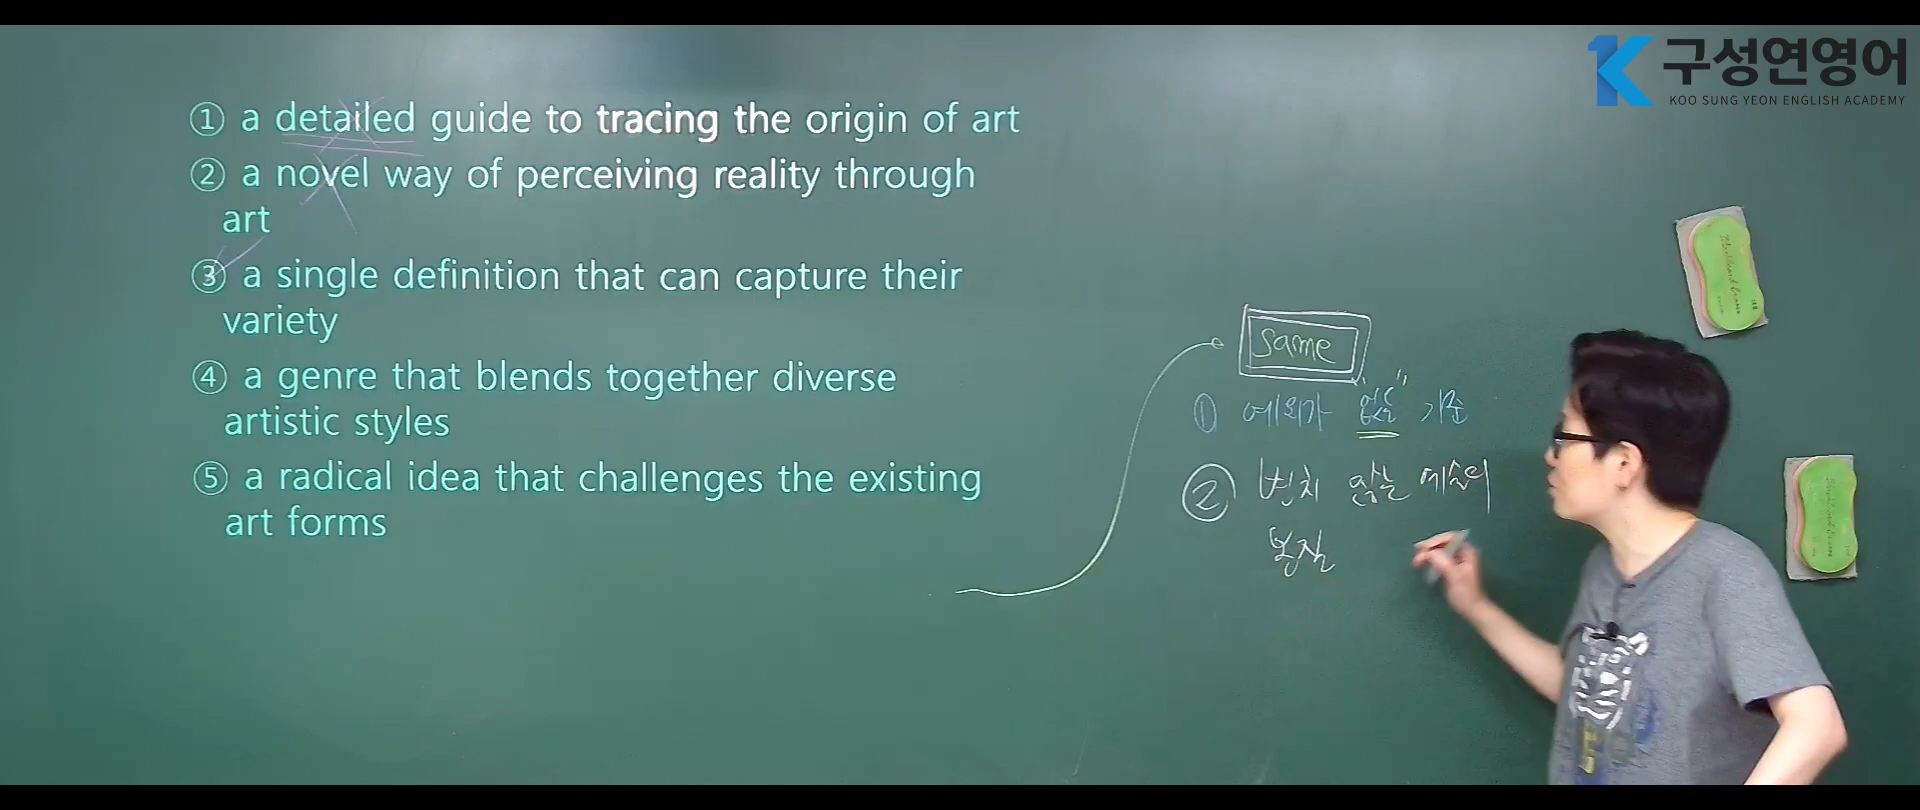 구성연영어
KOO SUNG YEON ENGLISH ACADEMY
① a detailed guide to tracing the origin of art
② a novel way of perceiving reality through
art
③ a single definition that can capture their
variety
④ a genre that blends together diverse
artistic styles
⑤ a radical idea that challenges the existing
art forms
same
① 예외가 "없는" 기준
② 변치 않는 예술의
본질